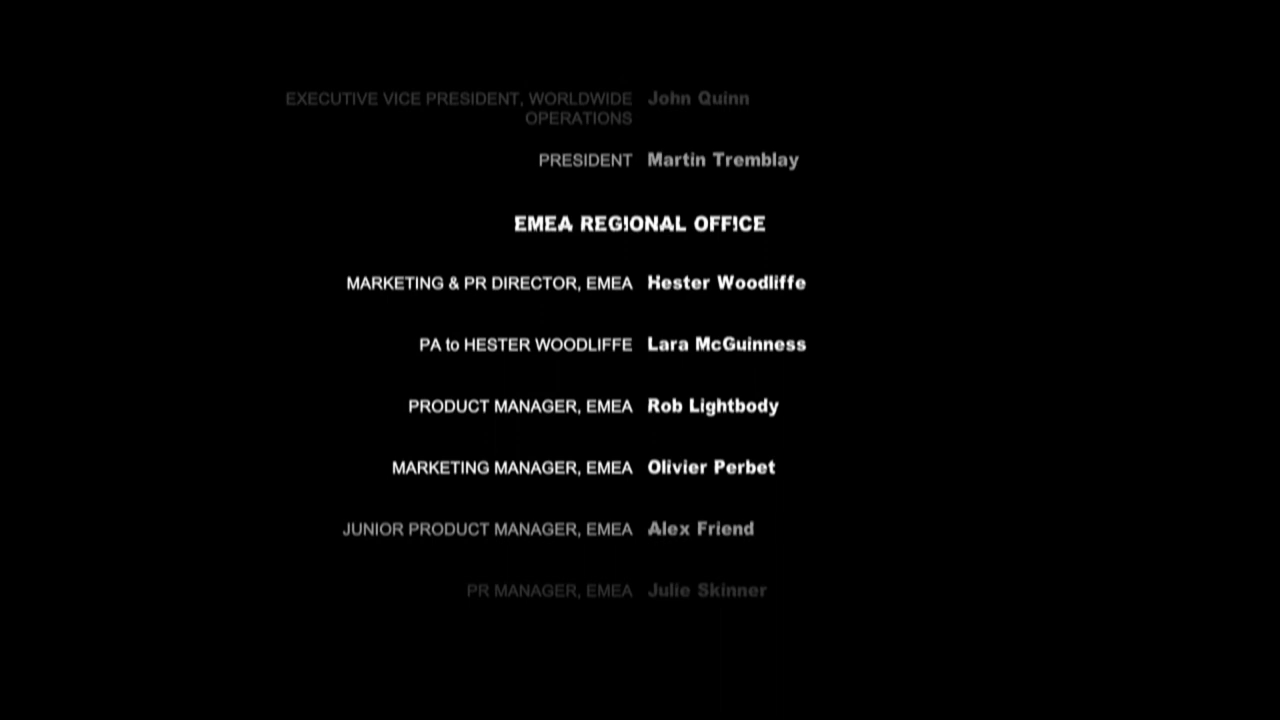 EXECUTIVE VICE PRESIDENT, WORLDWIDE John Quinn
OPERATIONS
PRESIDENT Martin Tremblay
EMEA REGIONAL OFFICE
MARKETING & PR DIRECTOR, EMEA Hester Woodliffe
PA to HESTER WOODLIFFE Lara McGuinness
PRODUCT MANAGER, EMEA Rob Lightbody
MARKETING MANAGER, EMEA Olivier Perbet
JUNIOR PRODUCT MANAGER, EMEA Alex Friend
PR MANAGER, EMEA Julie Skinner